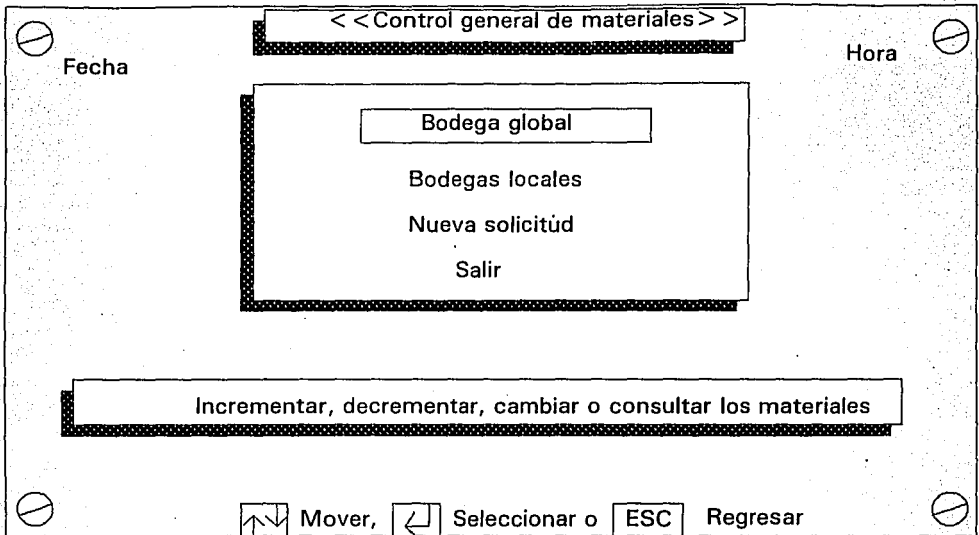 < <Control general de materiales> >
Fecha
Hora
Bodega global
Bodegas locales
Nueva solicitúd
Salir
Incrementar, decrementar, cambiar o consultar los materiales
Mover, Seleccionar o ESC Regresar